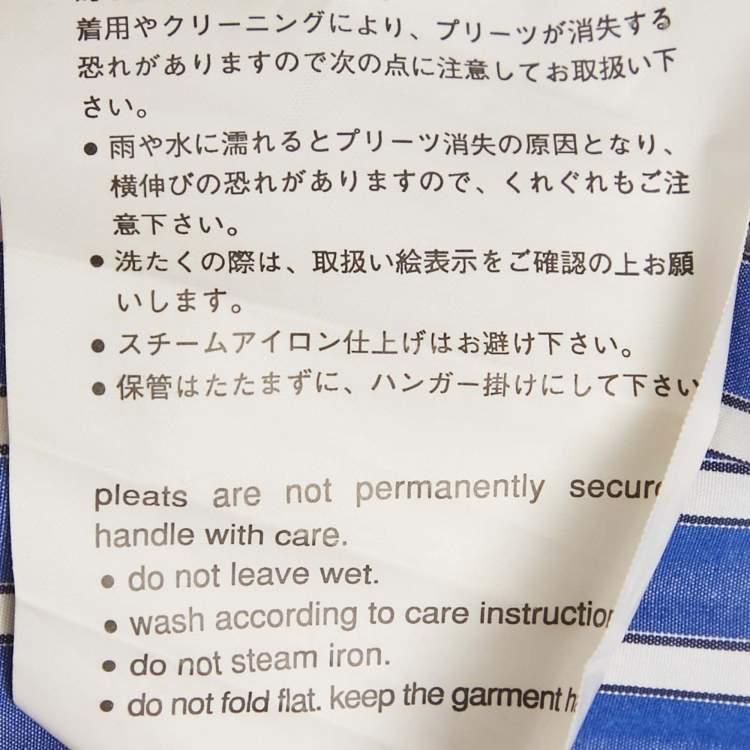 着用やクリーニングにより、プリーツが消失する
恐れがありますので次の点に注意してお取扱い下
さい。
● 雨や水に濡れるとプリーツ消失の原因となり、
横伸びの恐れがありますので、くれぐれもご注
意下さい。
● 洗たくの際は、取扱い絵表示をご確認の上お願
いします。
● スチームアイロン仕上げはお避け下さい。
● 保管はたたまずに、ハンガー掛けにして下さい
pleats are not permanently
handle with care.
● do not leave wet.
● wash according to care
● do not steam iron.
● do not fold flat. keep the garment